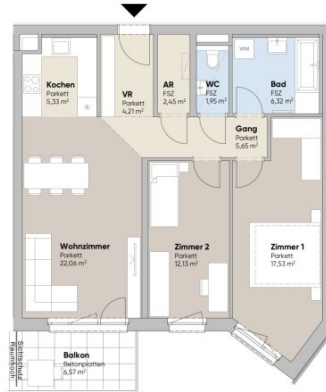 Kochen
Parkett
5,33 m²
VR
Parkett
4,21 m²
AR
FSZ
2,45 m²
WC
FSZ
1,95 m²
WM
Bad
FSZ
6,32 m²
Gang
Parkett
5,65 m²
Wohnzimmer
Parkett
22,06 m²
Zimmer 2
Parkett
12,13 m²
Zimmer 1
Parkett
17,53 m²
Sichtschutz
Raumhoch
Balkon
Betonplatten
6,57 m²